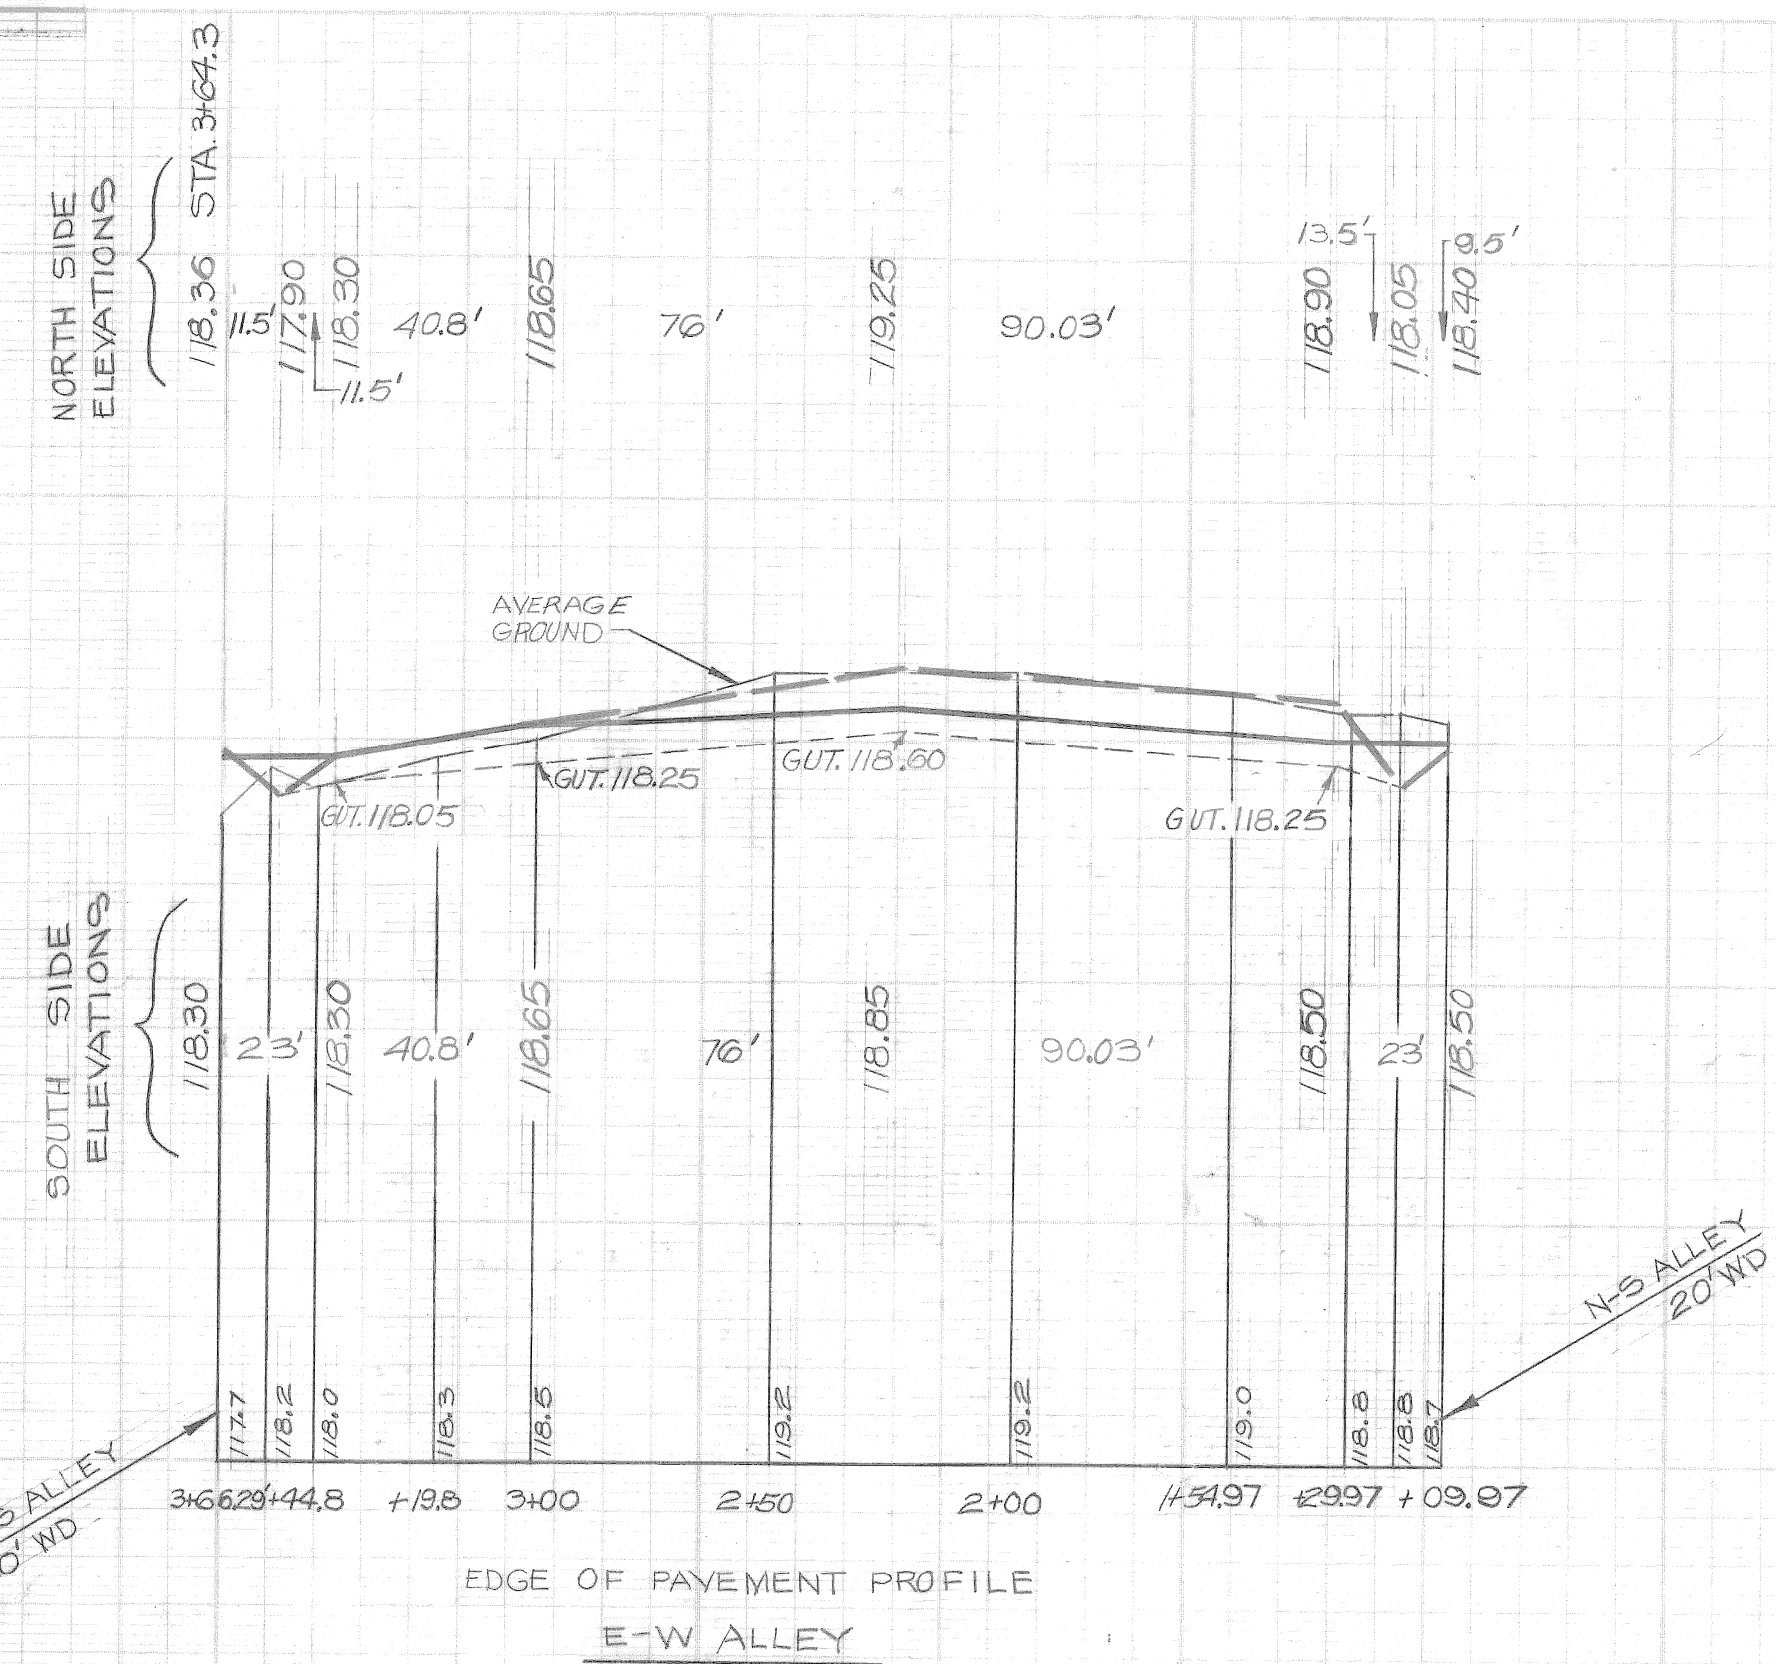 NORTH SIDE
ELEVATIONS
118.36 STA. 3+64.3
11.5'
117.90
11.5'
118.30
40.8'
118.65
76'
119.25
90.03'
118.90
13.5'
118.05
9.5'
118.40
AVERAGE
GROUND
GUT. 118.05
GUT. 118.25
GUT. 118.60
GUT. 118.25
SOUTH SIDE
ELEVATIONS
118.30
23'
118.30
40.8'
118.65
76'
118.85
90.03'
118.50
23'
118.50
117.7
118.2
118.0
118.3
118.5
119.2
119.2
119.0
118.8
118.8
118.7
S ALLEY
0' WD
N-S ALLEY
20' WD
3+66.29' +44.8 +19.8 3+00 2+50 2+00 1+54.97 +29.97 +09.97
EDGE OF PAVEMENT PROFILE
E-W ALLEY